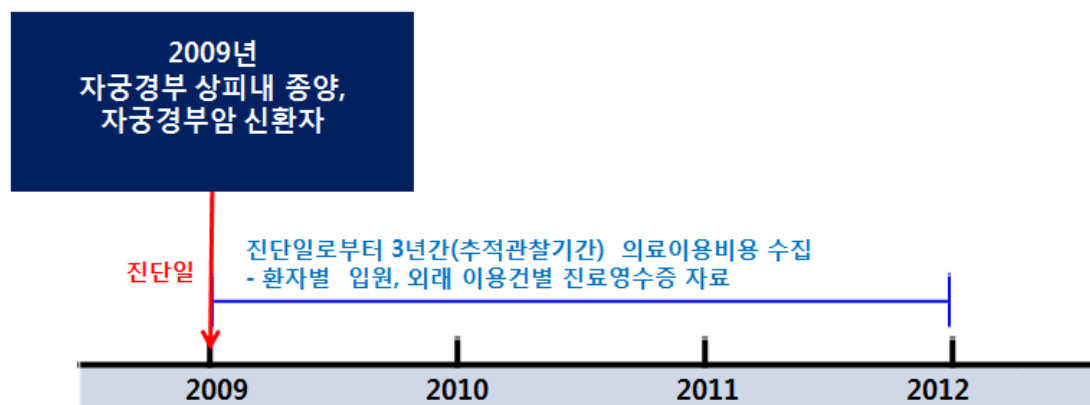 2009년
자궁경부 상피내 종양,
자궁경부암 신환자
진단일로부터 3년간(추적관찰기간) 의료이용비용 수집
- 환자별 입원, 외래 이용건별 진료영수증 자료
진단일
2009 2010 2011 2012